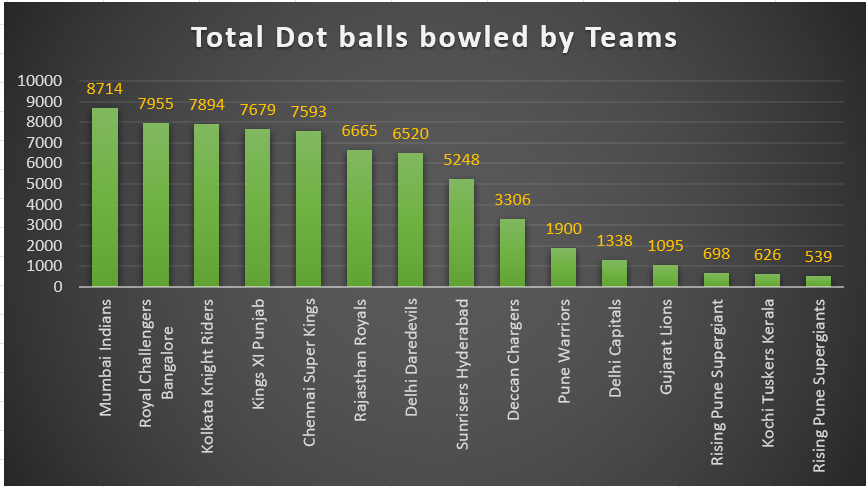 Total Dot balls bowled by Teams
10000
9000
8000
7000
6000
5000
4000
3000
2000
1000
0
8714
7955
7894
7679
7593
6665
6520
5248
3306
1900
1338
1095
698
626
539
Mumbai Indians
Royal Challengers
Bangalore
Kolkata Knight Riders
Kings XI Punjab
Chennai Super Kings
Rajasthan Royals
Delhi Daredevils
Sunrisers Hyderabad
Deccan Chargers
Pune Warriors
Delhi Capitals
Gujarat Lions
Rising Pune Supergiant
Kochi Tuskers Kerala
Rising Pune Supergiants